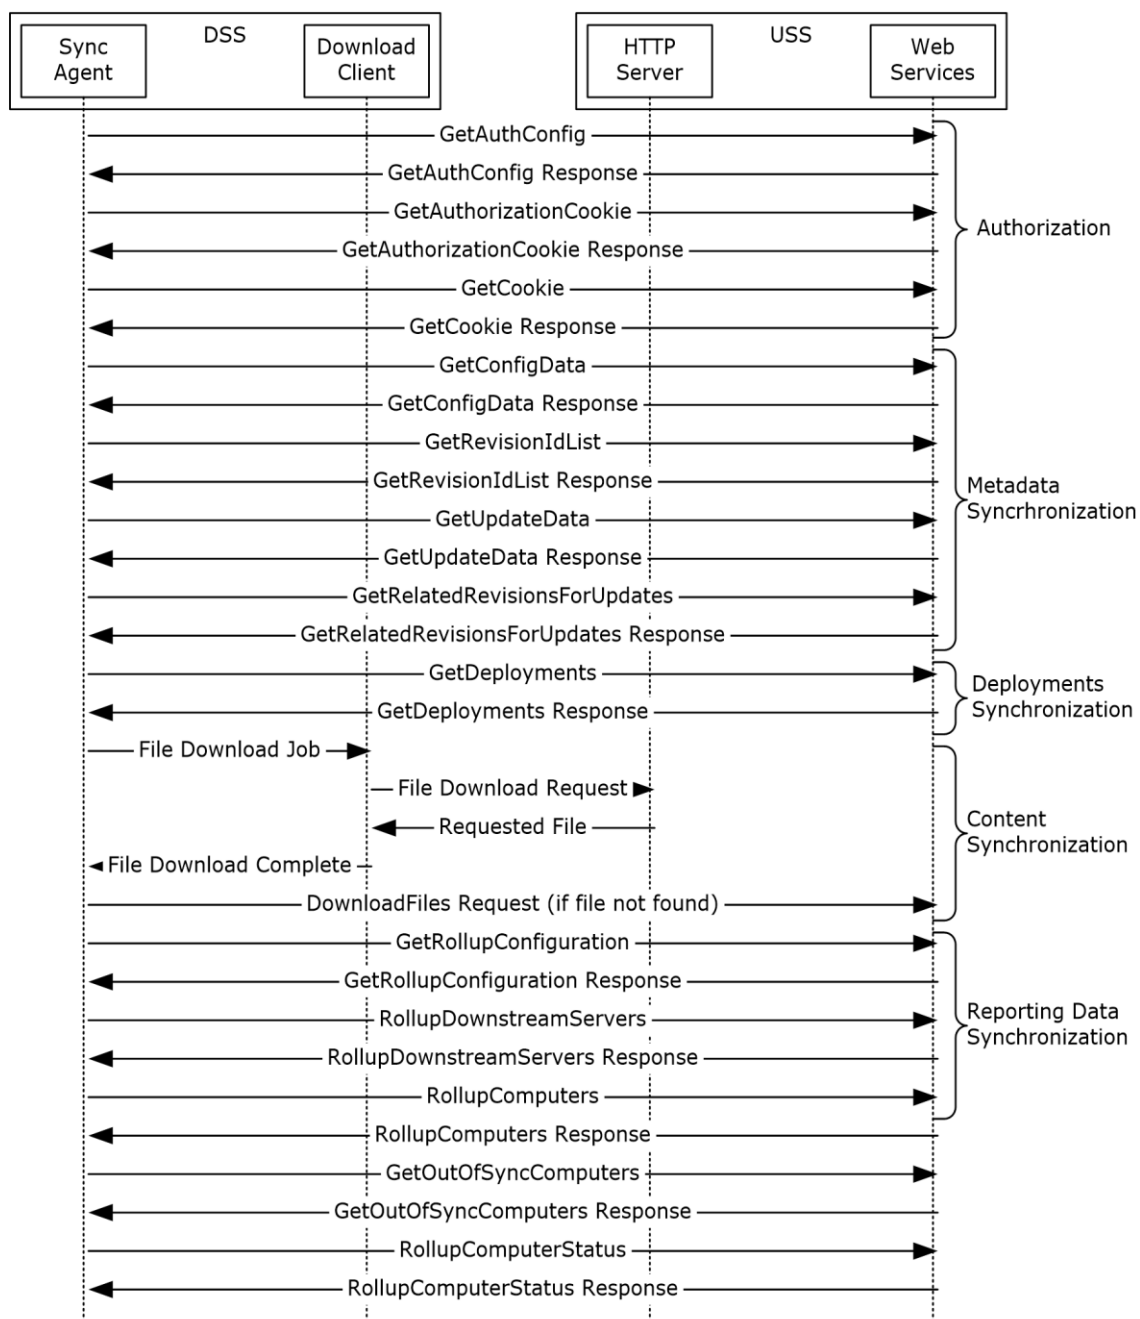 DSS
USS
Sync
Agent
Download
Client
HTTP
Server
Web
Services
GetAuthConfig
GetAuthConfig Response
GetAuthorizationCookie
Authorization
GetAuthorizationCookie Response
GetCookie
GetCookie Response
GetConfigData
GetConfigData Response
GetRevisionIdList
GetRevisionIdList Response
Metadata
Syncrhronization
GetUpdateData
GetUpdateData Response
GetRelatedRevisionsForUpdates
GetRelatedRevisionsForUpdates Response
GetDeployments
Deployments
Synchronization
GetDeployments Response
File Download Job
File Download Request
Requested File
Content
Synchronization
File Download Complete
DownloadFiles Request (if file not found)
GetRollupConfiguration
GetRollupConfiguration Response
RollupDownstreamServers
Reporting Data
Synchronization
RollupDownstreamServers Response
RollupComputers
RollupComputers Response
GetOutOfSyncComputers
GetOutOfSyncComputers Response
RollupComputerStatus
RollupComputerStatus Response